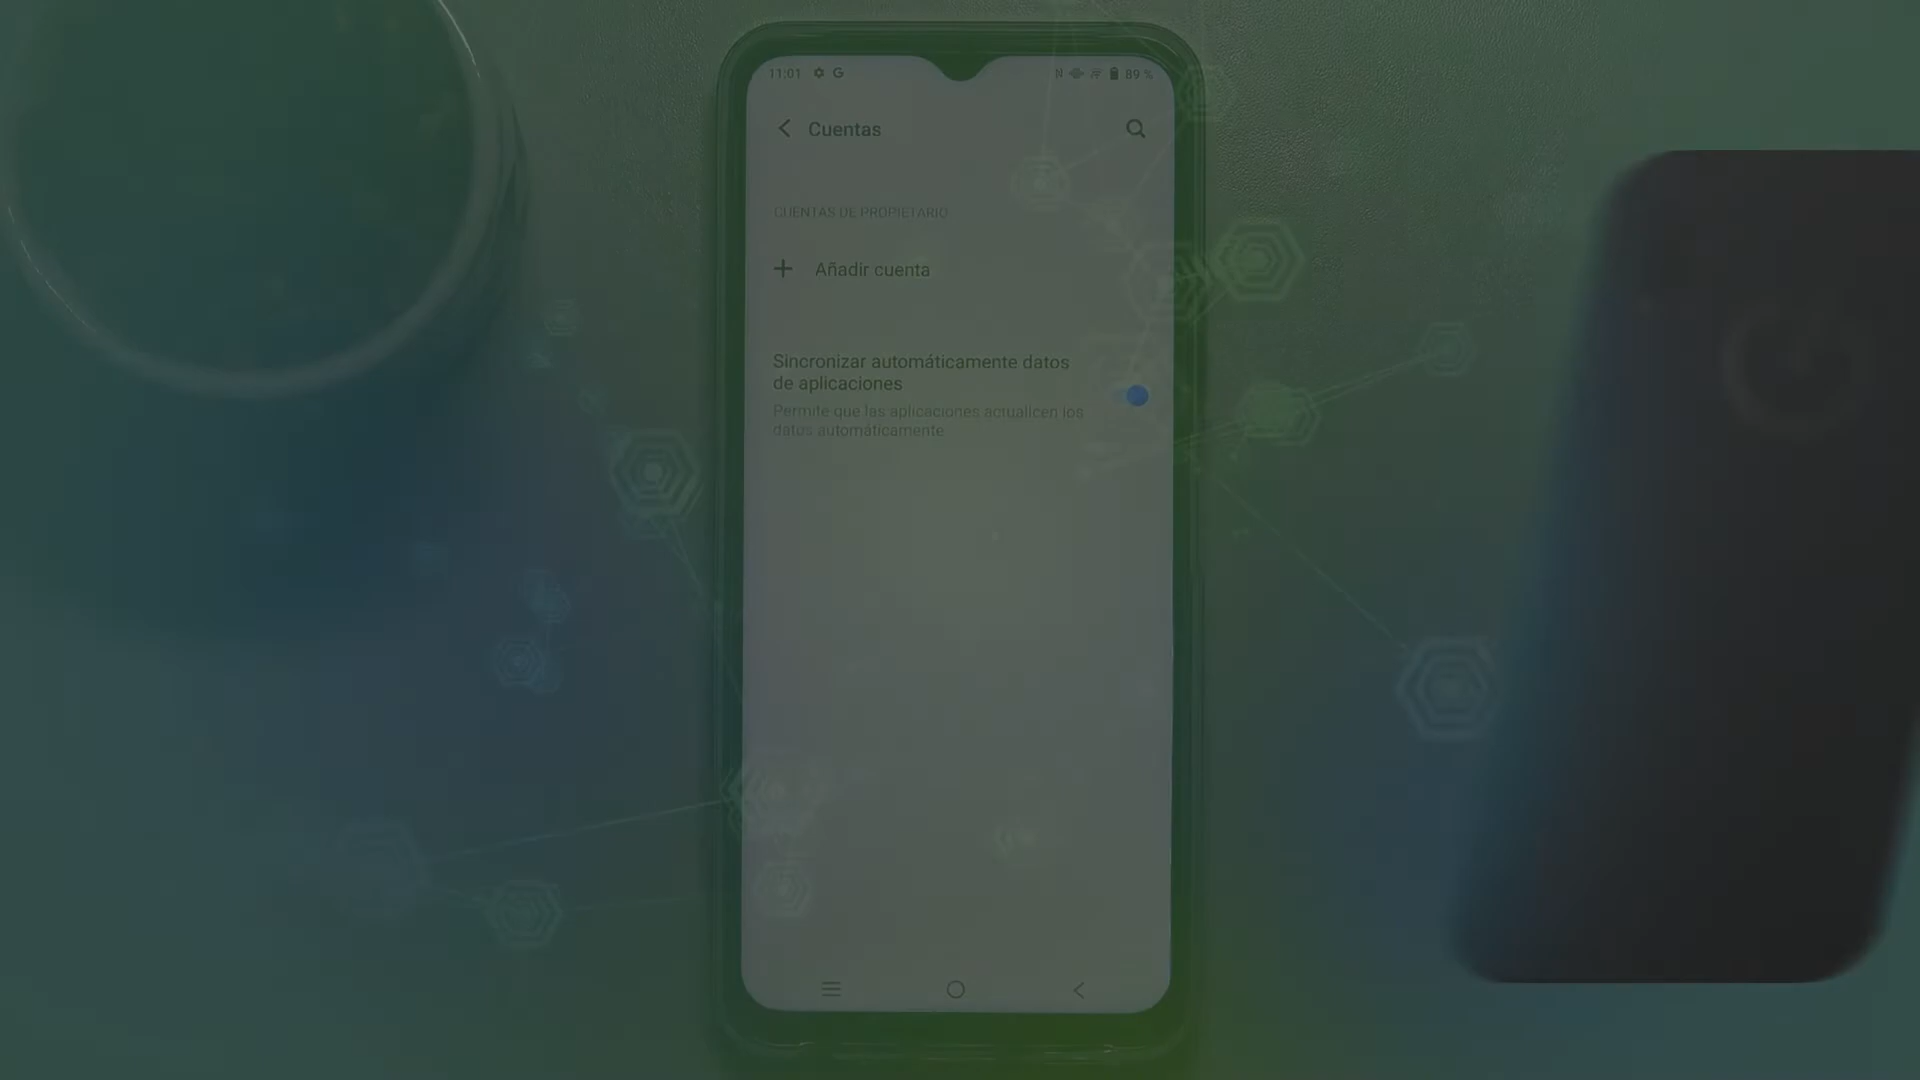 11:01 G N 89 %
Cuentas
CUENTAS DE PROPIETARIO
+ Añadir cuenta
Sincronizar automáticamente datos
de aplicaciones
Permite que las aplicaciones actualicen los
datos automáticamente